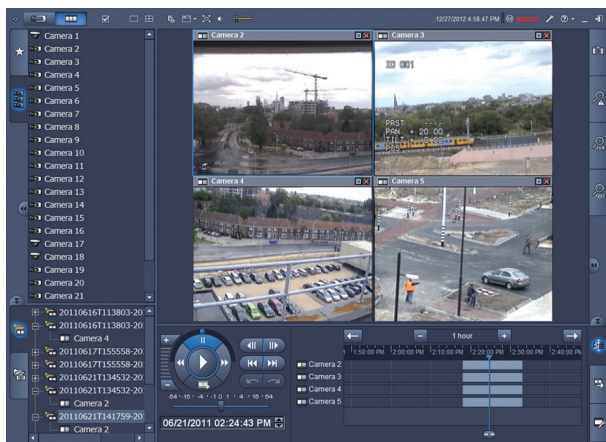 12/27/2012 4:58:47 PM
BOSCH
Camera 1
Camera 2
Camera 3
Camera 4
Camera 5
Camera 6
Camera 7
Camera 8
Camera 9
Camera 10
Camera 11
Camera 12
Camera 13
Camera 14
Camera 15
Camera 16
Camera 17
Camera 18
Camera 19
Camera 20
Camera 21
Camera 2
Camera 3
ID 001
PRST
PAN + 20 00
TILT
Camera 4
Camera 5
20110616T113803-20
20110616T113803-20
Camera 4
20110617T155558-20
20110617T155558-20
20110621T134532-20
20110621T134532-20
Camera 2
20110621T141759-20
Camera 2
-64 -16 -4 -1 0 1 4 16 64
06/21/2011 02:24:43 PM
1 hour
1:50:00 PM 2:00:00 PM 2:10:00 PM 2:20:00 PM 2:30:00 PM 2:40:00 PM
Camera 2
Camera 3
Camera 4
Camera 5